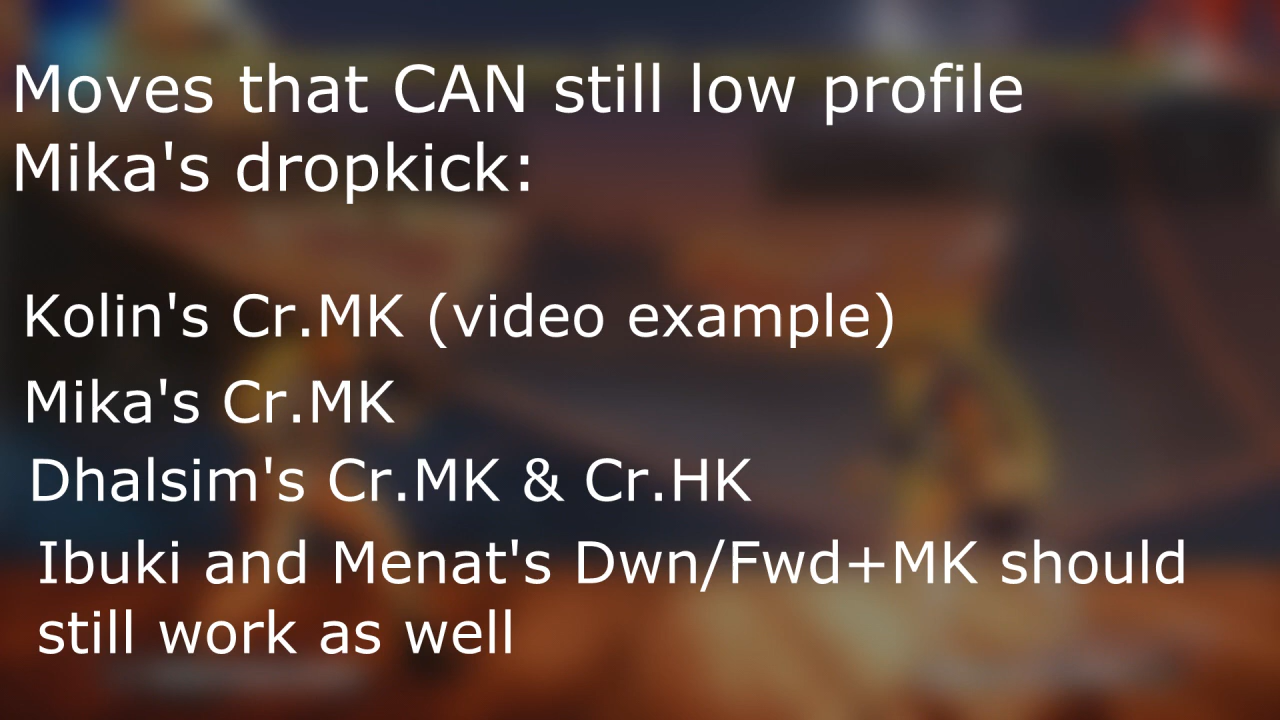 Moves that CAN still low profile
Mika's dropkick:
Kolin's Cr.MK (video example)
Mika's Cr.MK
Dhalsim's Cr.MK & Cr.HK
Ibuki and Menat's Dwn/Fwd+MK should
still work as well